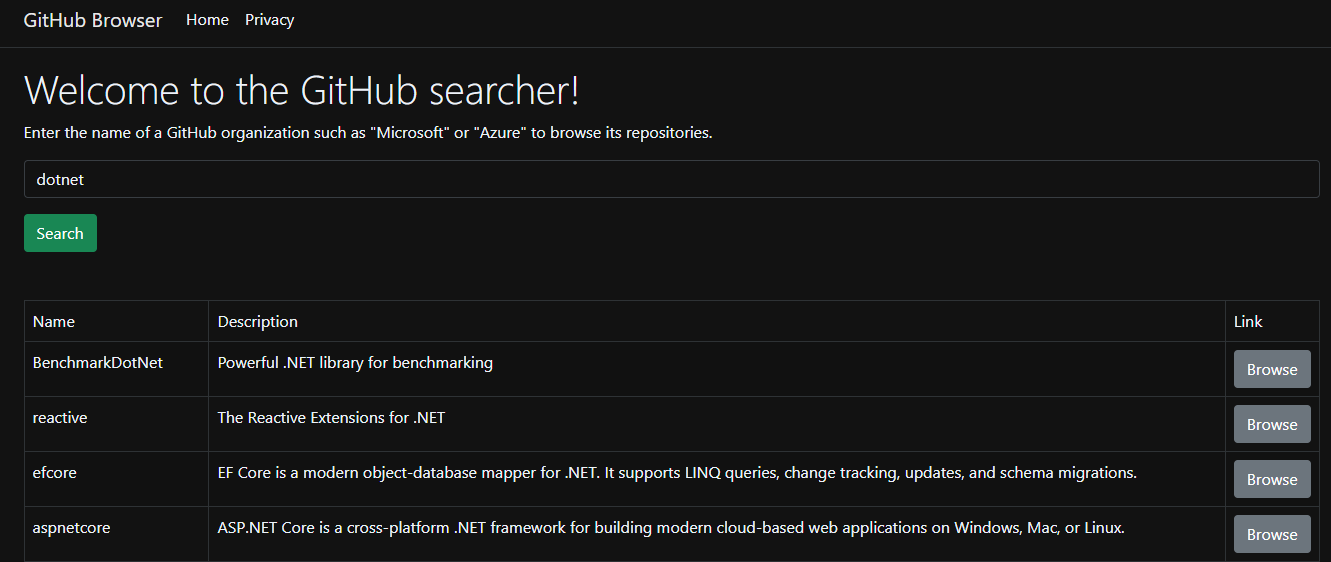 GitHub Browser Home Privacy
Welcome to the GitHub searcher!
Enter the name of a GitHub organization such as "Microsoft" or "Azure" to browse its repositories.
dotnet
Search
Name Description Link
BenchmarkDotNet Powerful .NET library for benchmarking Browse
reactive The Reactive Extensions for .NET Browse
efcore EF Core is a modern object-database mapper for .NET. It supports LINQ queries, change tracking, updates, and schema migrations. Browse
aspnetcore ASP.NET Core is a cross-platform .NET framework for building modern cloud-based web applications on Windows, Mac, or Linux. Browse